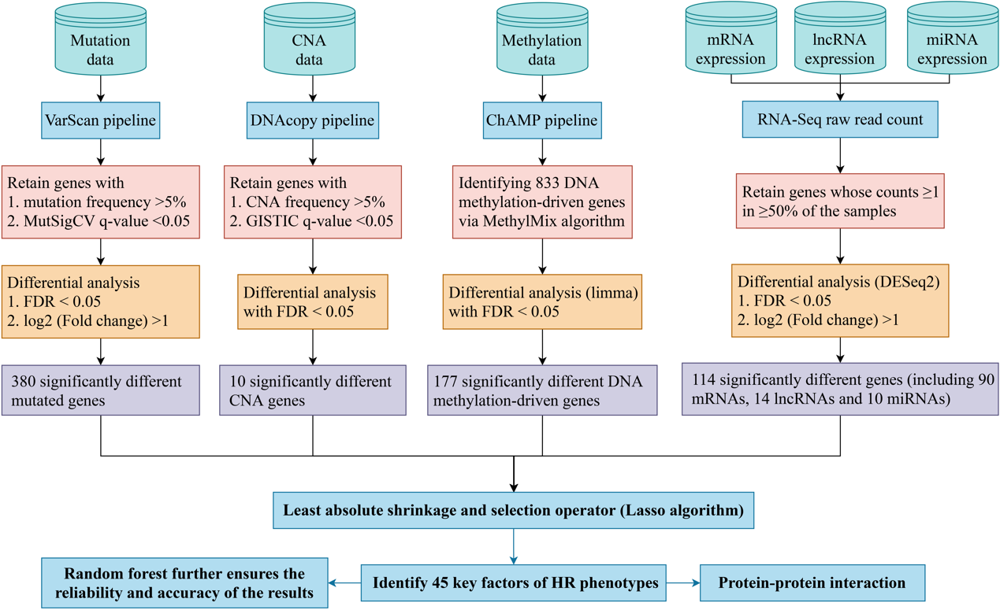 Mutation
data
CNA
data
Methylation
data
mRNA
expression
lncRNA
expression
miRNA
expression
VarScan pipeline
DNAcopy pipeline
ChAMP pipeline
RNA-Seq raw read count
Retain genes with
1. mutation frequency >5%
2. MutSigCV q-value <0.05
Retain genes with
1. CNA frequency >5%
2. GISTIC q-value <0.05
Identifying 833 DNA
methylation-driven genes
via MethylMix algorithm
Retain genes whose counts ≥1
in ≥50% of the samples
Differential analysis
1. FDR < 0.05
2. log2 (Fold change) >1
Differential analysis
with FDR < 0.05
Differential analysis (limma)
with FDR < 0.05
Differential analysis (DESeq2)
1. FDR < 0.05
2. log2 (Fold change) >1
380 significantly different
mutated genes
10 significantly different
CNA genes
177 significantly different DNA
methylation-driven genes
114 significantly different genes (including 90
mRNAs, 14 lncRNAs and 10 miRNAs)
Least absolute shrinkage and selection operator (Lasso algorithm)
Random forest further ensures the
reliability and accuracy of the results
Identify 45 key factors of HR phenotypes
Protein-protein interaction